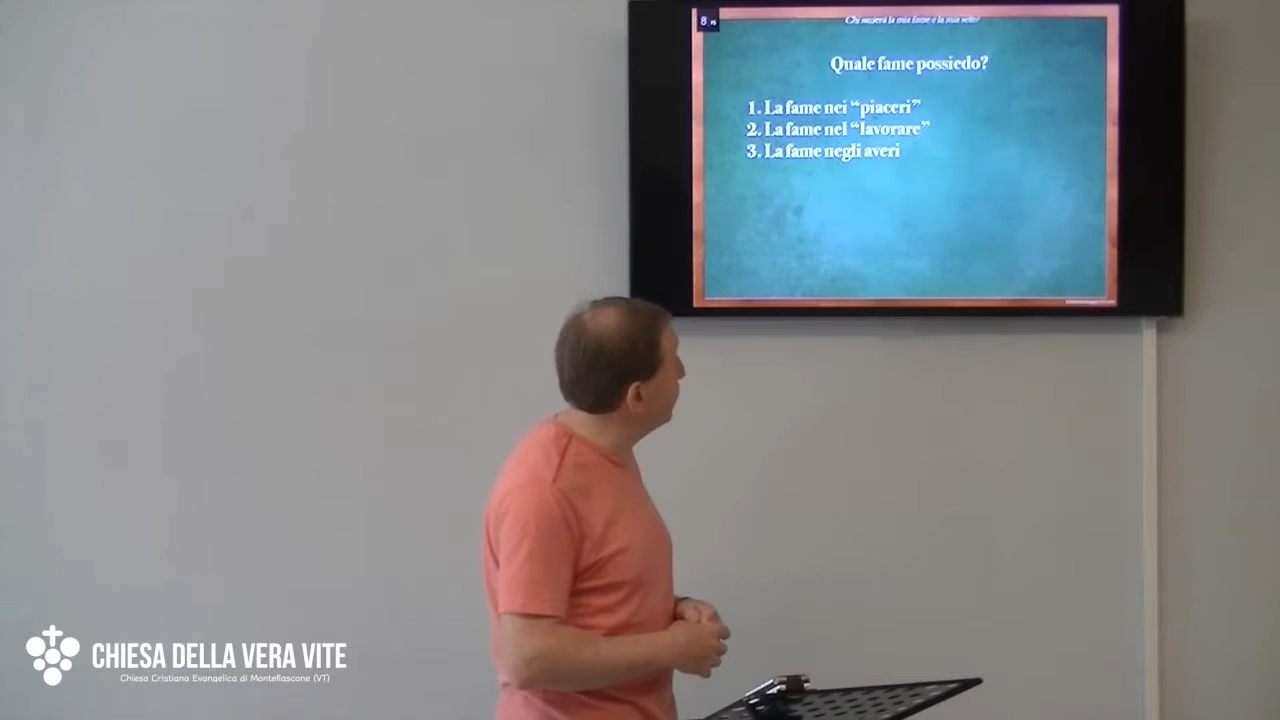 8
Chi sazierà la mia fame e la mia sete?
Quale fame possiedo?
1. La fame nei “piaceri”
2. La fame nel “lavorare”
3. La fame negli averi
CHIESA DELLA VERA VITE
Chiesa Cristiana Evangelica di Montefiascone (VT)